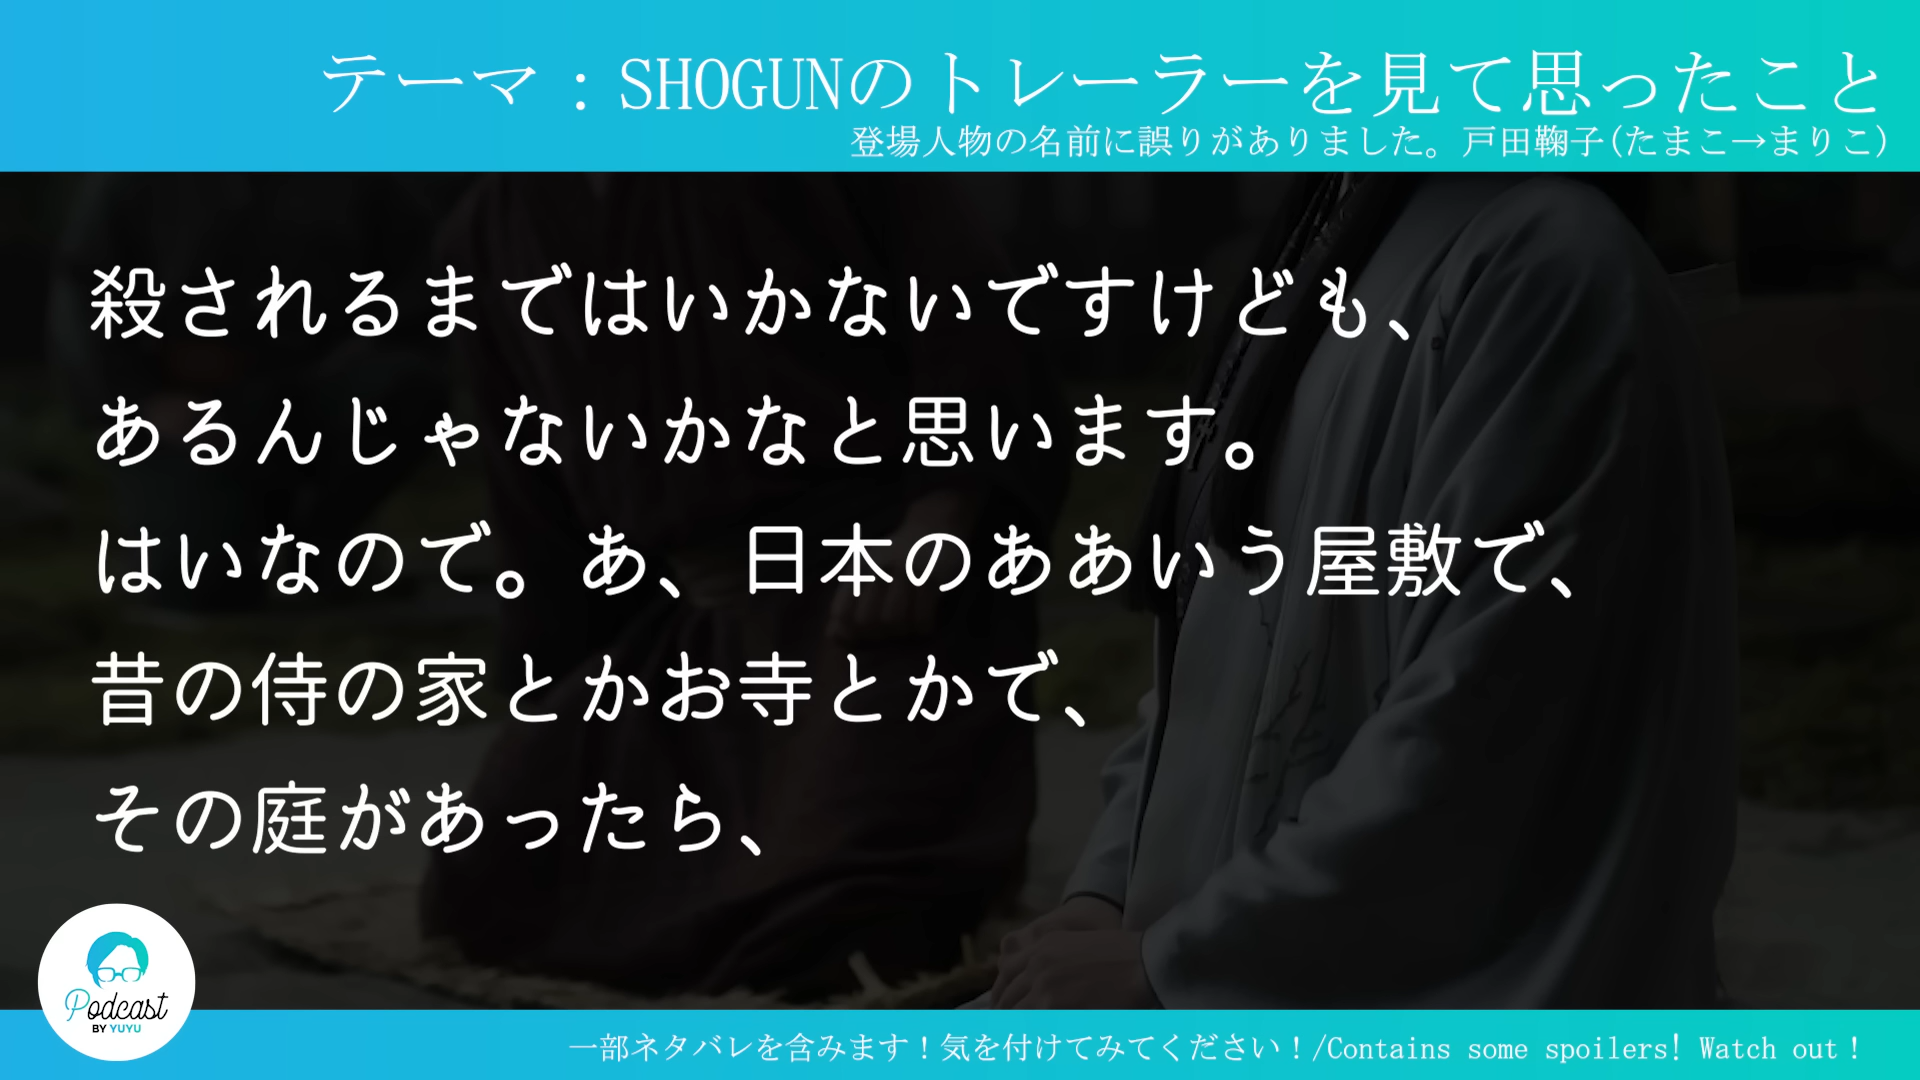 テーマ：SHOGUNのトレーラーを見て思ったこと
登場人物の名前に誤りがありました。戸田鞠子(たまこ→まりこ)
殺されるまではいかないですけども、
あるんじゃないかなと思います。
はいなので。あ、日本のああいう屋敷で、
昔の侍の家とかお寺とかで、
その庭があったら、
Podcast
BY YUYU
一部ネタバレを含みます！気を付けてみてください！/Contains some spoilers! Watch out！